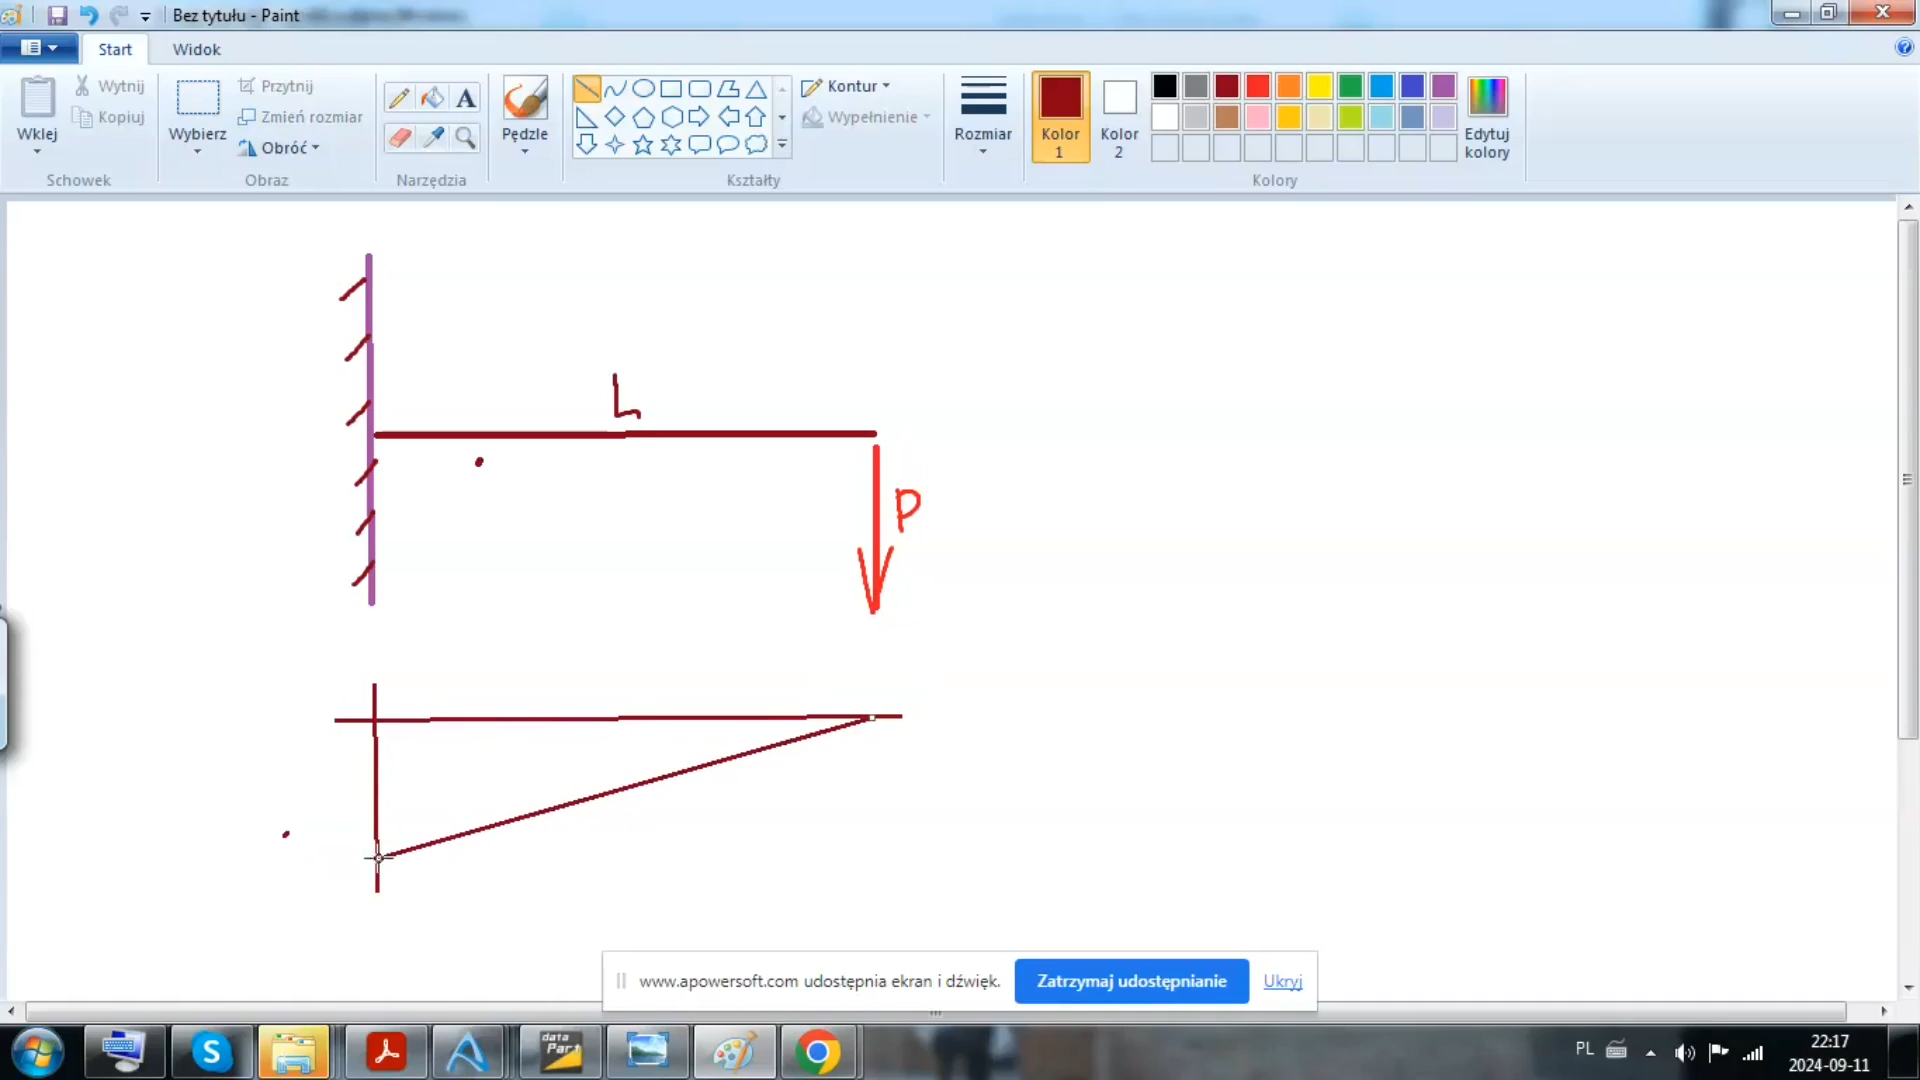 Bez tytułu - Paint
Start Widok
Wklej
Wytnij
Kopiuj
Schowek
Wybierz
Przytnij
Zmień rozmiar
Obróć
Obraz
A
Narzędzia
Pędzle
Kształty
Kontur
Wypełnienie
Rozmiar
Kolor
1
Kolor
2
Edytuj
kolory
Kolory
L
P
www.apowersoft.com udostępnia ekran i dźwięk. Zatrzymaj udostępnianie Ukryj
data
Part
PL
22:17
2024-09-11